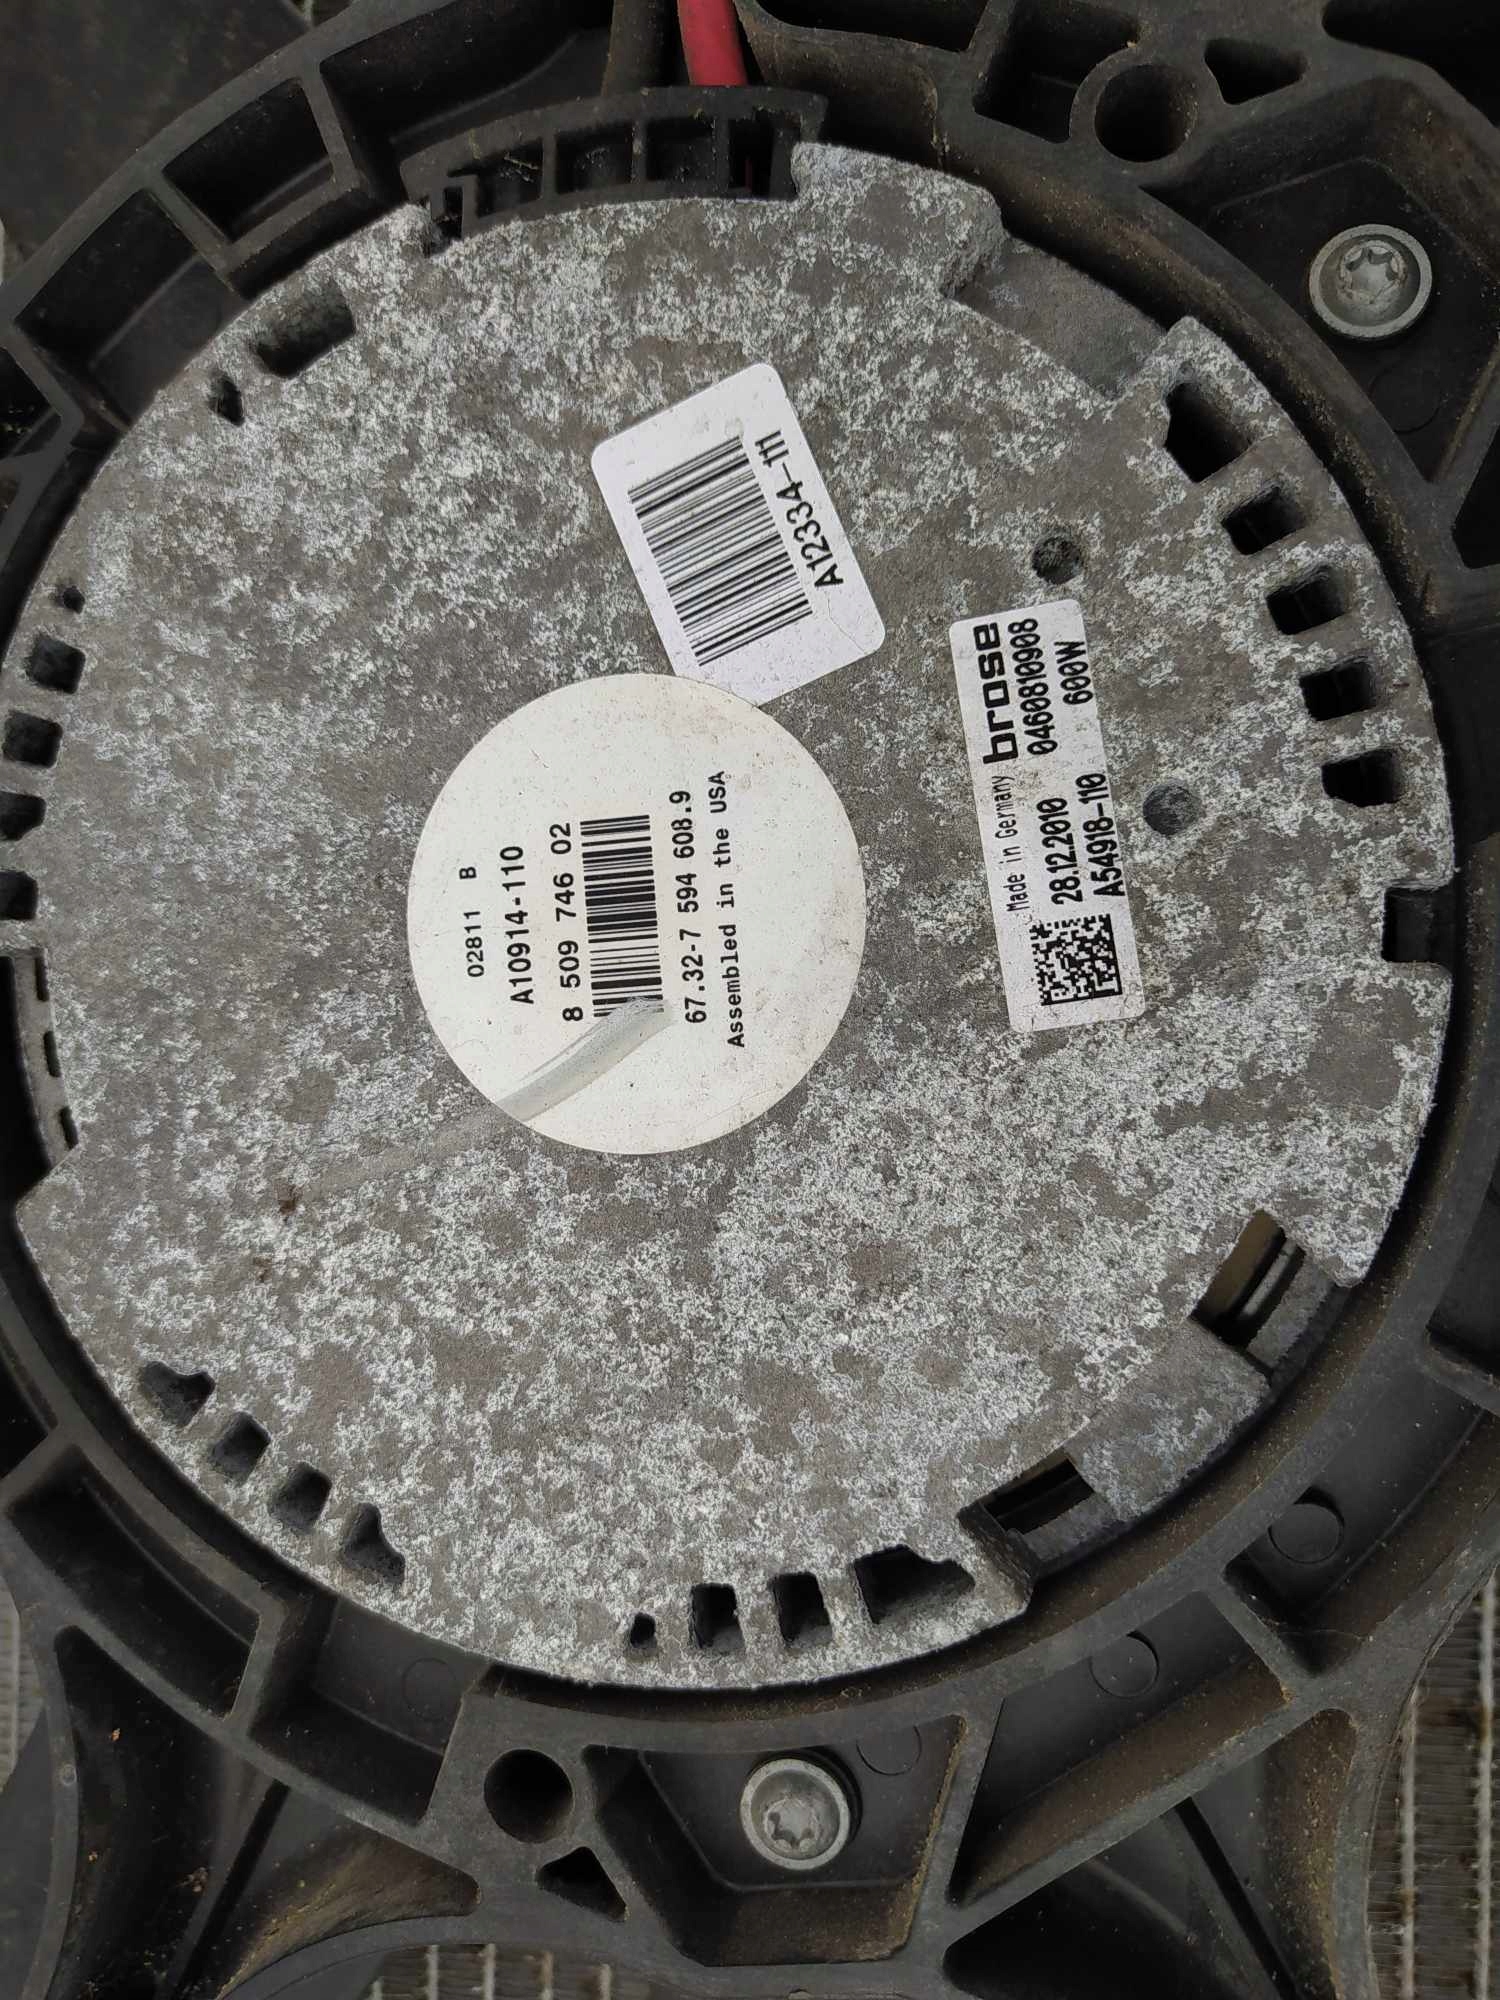 A12334-111
02811 B
A10914-110
8 509 746 02
67.32-7 594 608.9
Assembled in the USA
Made in Germany brose
28.12.2010 0460810908
A54918-110 600W